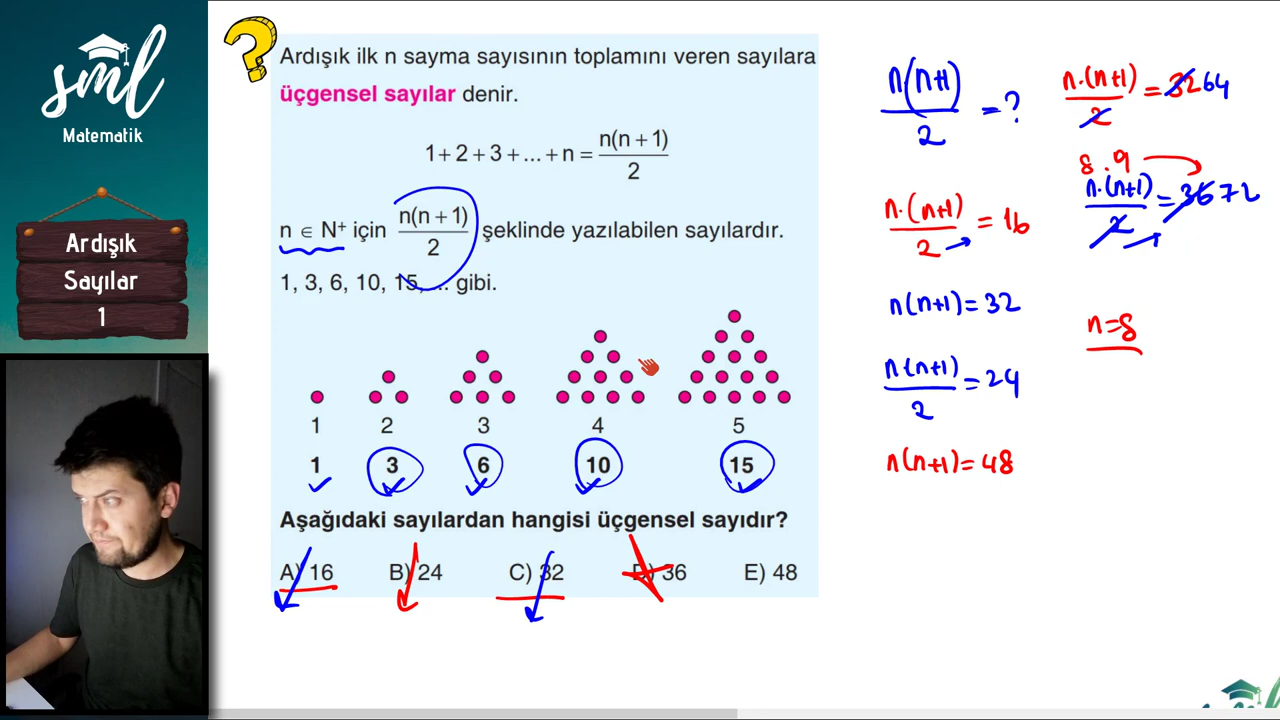 sml
Matematik
Ardışık
Sayılar
1
?
Ardışık ilk n sayma sayısının toplamını veren sayılara
üçgensel sayılar denir.
1+2+3+...+n = n(n+1)/2
n ∈ N⁺ için n(n+1)/2 şeklinde yazılabilen sayılardır.
1, 3, 6, 10, 15, ... gibi.
1 2 3 4 5
1 3 6 10 15
Aşağıdaki sayılardan hangisi üçgensel sayıdır?
A) 16 B) 24 C) 32 D) 36 E) 48
n(n+1)/2 = ?
n.(n+1)/2 = 16
n(n+1) = 32
n(n+1)/2 = 24
n(n+1) = 48
n.(n+1)/2 = 32 64
8.9
n.(n+1)/2 = 36 72
n=8